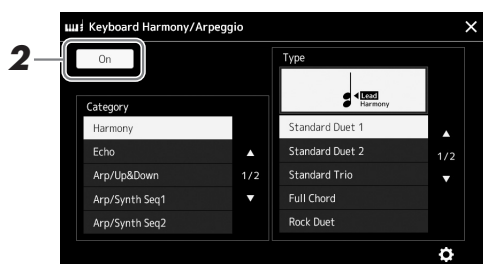 Keyboard Harmony/Arpeggio
2
On
Type
Lead
Harmony
Category
Harmony
Echo
Arp/Up&Down
Arp/Synth Seq1
Arp/Synth Seq2
1/2
Standard Duet 1
Standard Duet 2
Standard Trio
Full Chord
Rock Duet
1/2